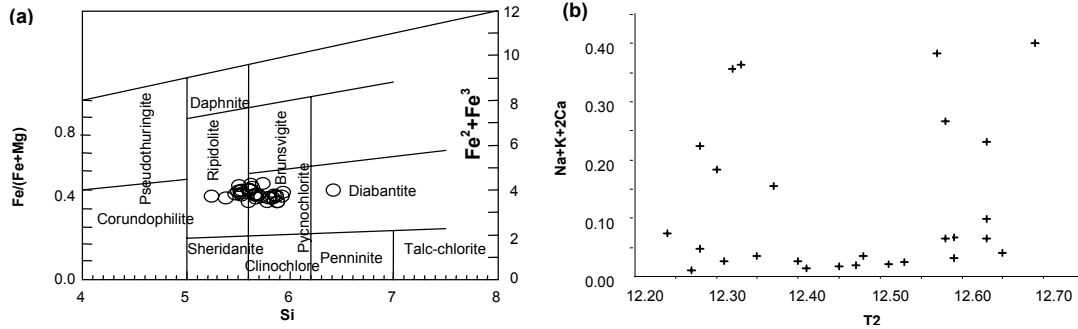 (a)
Fe/(Fe+Mg)
0.8
0.4
0.0
Pseudothuringite
Corundophilite
Daphnite
Ripidolite
Brunsvigite
Pycnochlorite
Diabantite
Sheridanite
Clinochlore
Penninite
Talc-chlorite
4 5 6 7 8
Si
12
10
8
6
4
2
0
Fe²+Fe³
(b)
Na+K+2Ca
0.40
0.30
0.20
0.10
0.00
12.20 12.30 12.40 12.50 12.60 12.70
T2